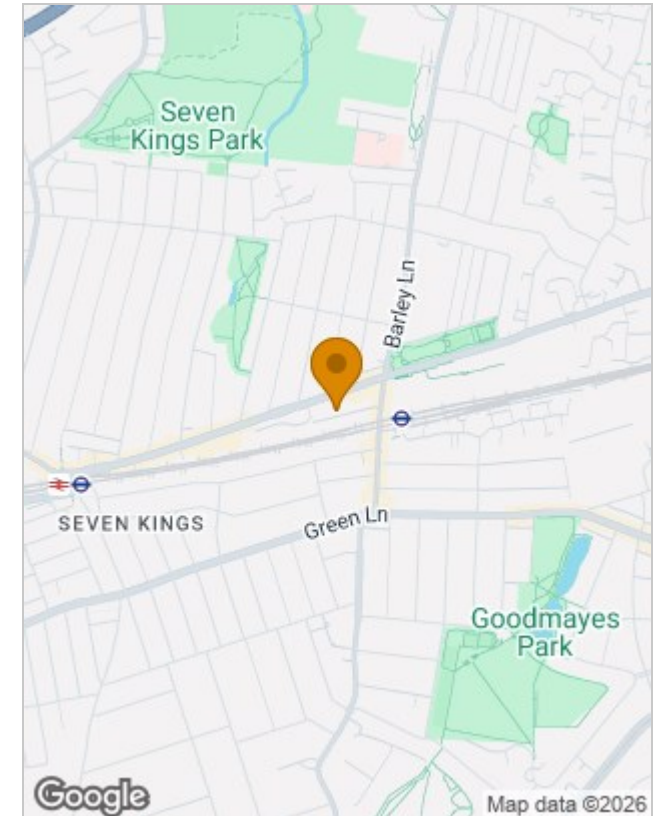 Seven
Kings Park
Barley Ln
SEVEN KINGS
Green Ln
Goodmayes
Park
Google
Map data ©2026